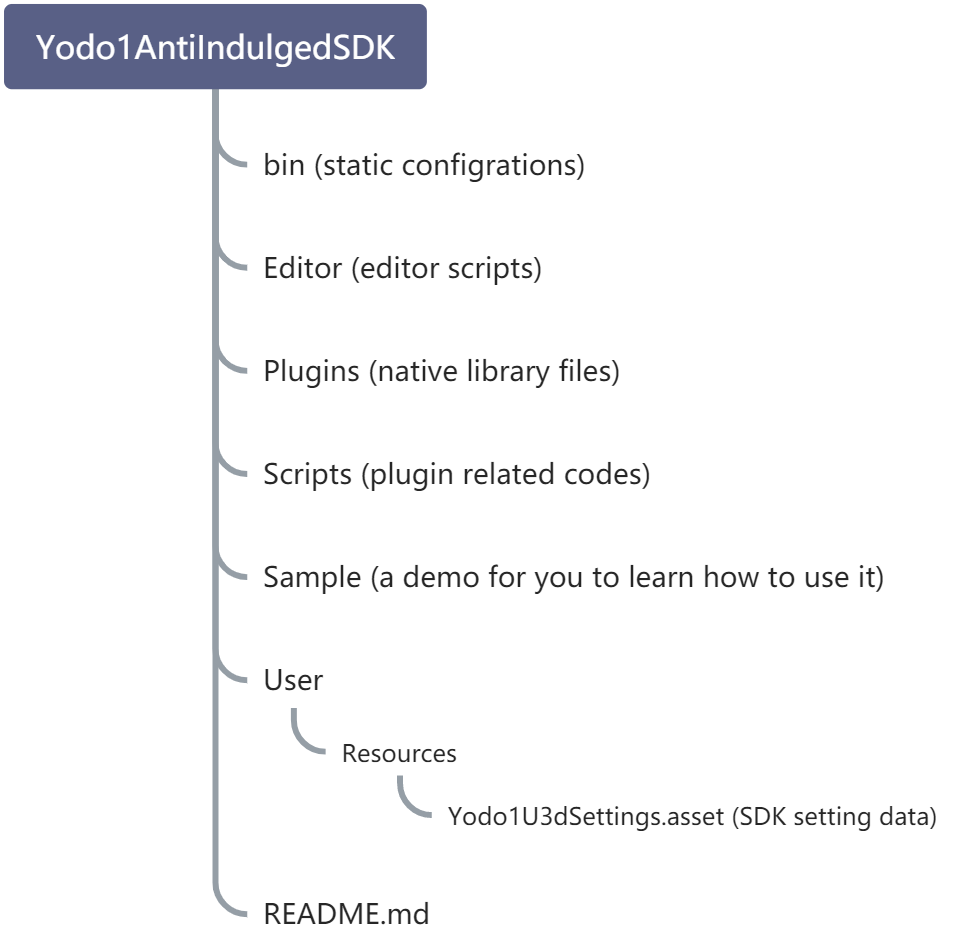 Yodo1AntiIndulgedSDK
bin (static configrations)
Editor (editor scripts)
Plugins (native library files)
Scripts (plugin related codes)
Sample (a demo for you to learn how to use it)
User
Resources
Yodo1U3dSettings.asset (SDK setting data)
README.md